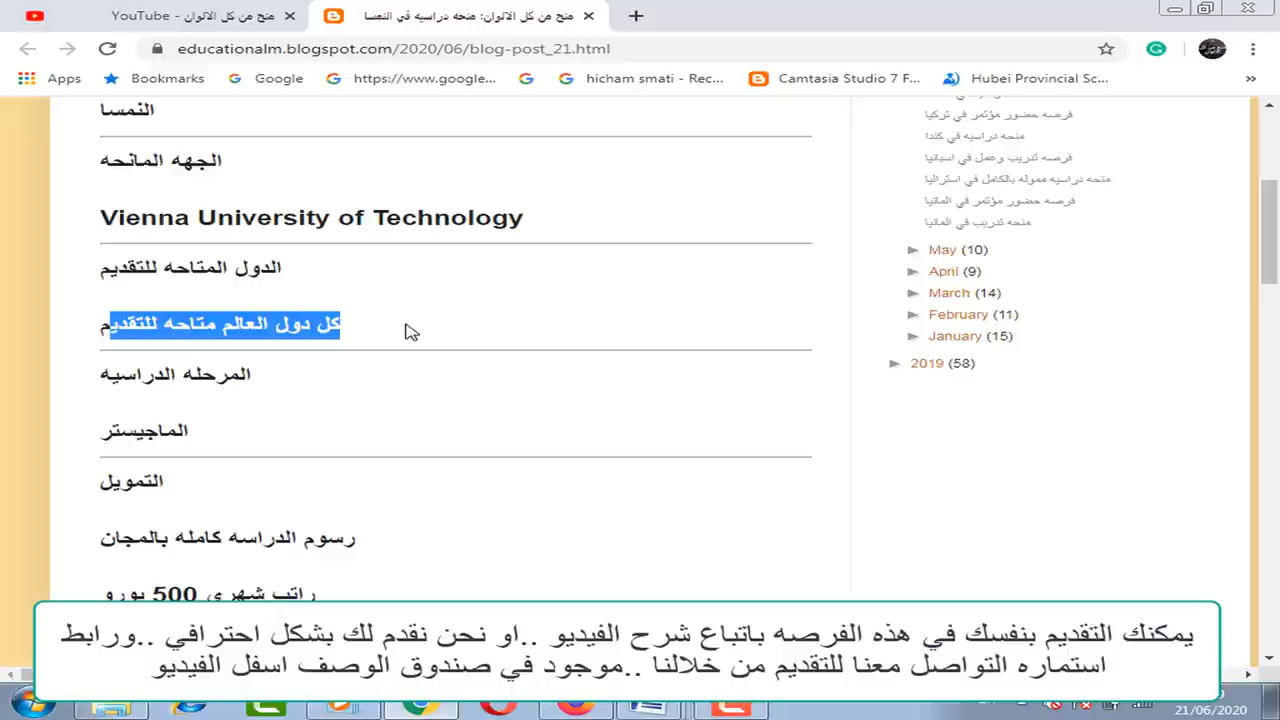 منح من كل الالوان - YouTube
منح من كل الالوان: منحه دراسيه في النمسا
educationalm.blogspot.com/2020/06/blog-post_21.html
Apps
Bookmarks
Google
https://www.google...
hicham smati - Rec...
Camtasia Studio 7 F...
Hubei Provincial Sc...
»
النمسا
الجهه المانحه
Vienna University of Technology
الدول المتاحه للتقديم
كل دول العالم متاحه للتقديم
المرحله الدراسيه
الماجيستر
التمويل
رسوم الدراسه كامله بالمجان
راتب شهري 500 يورو
فرصه حضور مؤتمر في تركيا
منحه دراسيه في كندا
فرصه تدريب وعمل في اسبانيا
منحه دراسيه مموله بالكامل في استراليا
فرصه حضور مؤتمر في المانيا
منحه تدريب في المانيا
May (10)
April (9)
March (14)
February (11)
January (15)
2019 (58)
يمكنك التقديم بنفسك في هذه الفرصه باتباع شرح الفيديو ..او نحن نقدم لك بشكل احترافي ..ورابط
استماره التواصل معنا للتقديم من خلالنا ..موجود في صندوق الوصف اسفل الفيديو
21/06/2020